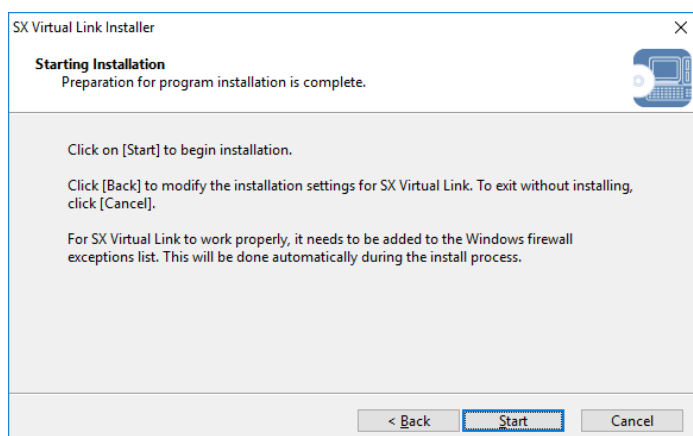 SX Virtual Link Installer
Starting Installation
Preparation for program installation is complete.
Click on [Start] to begin installation.
Click [Back] to modify the installation settings for SX Virtual Link. To exit without installing,
click [Cancel].
For SX Virtual Link to work properly, it needs to be added to the Windows firewall
exceptions list. This will be done automatically during the install process.
< Back
Start
Cancel